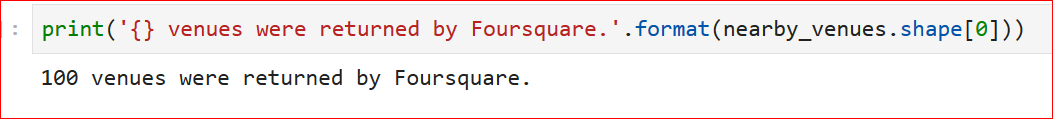 :
print('{} venues were returned by Foursquare.'.format(nearby_venues.shape[0]))
100 venues were returned by Foursquare.